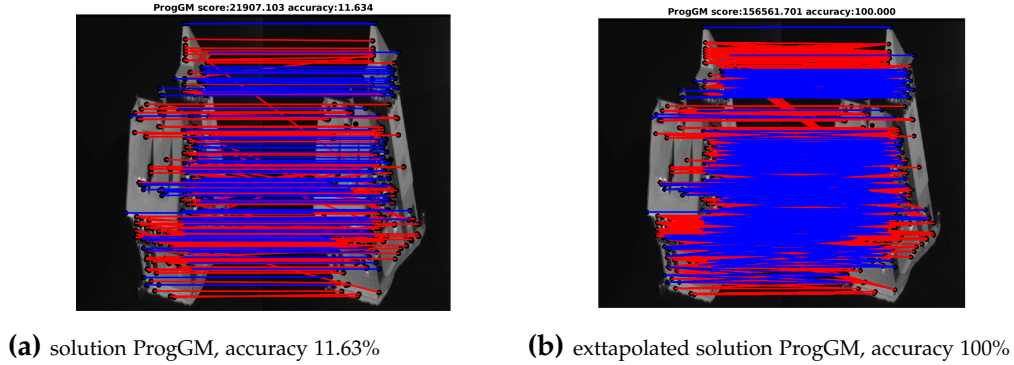 ProgGM score:21907.103 accuracy:11.634
ProgGM score:156561.701 accuracy:100.000
(a) solution ProgGM, accuracy 11.63%
(b) exttapolated solution ProgGM, accuracy 100%